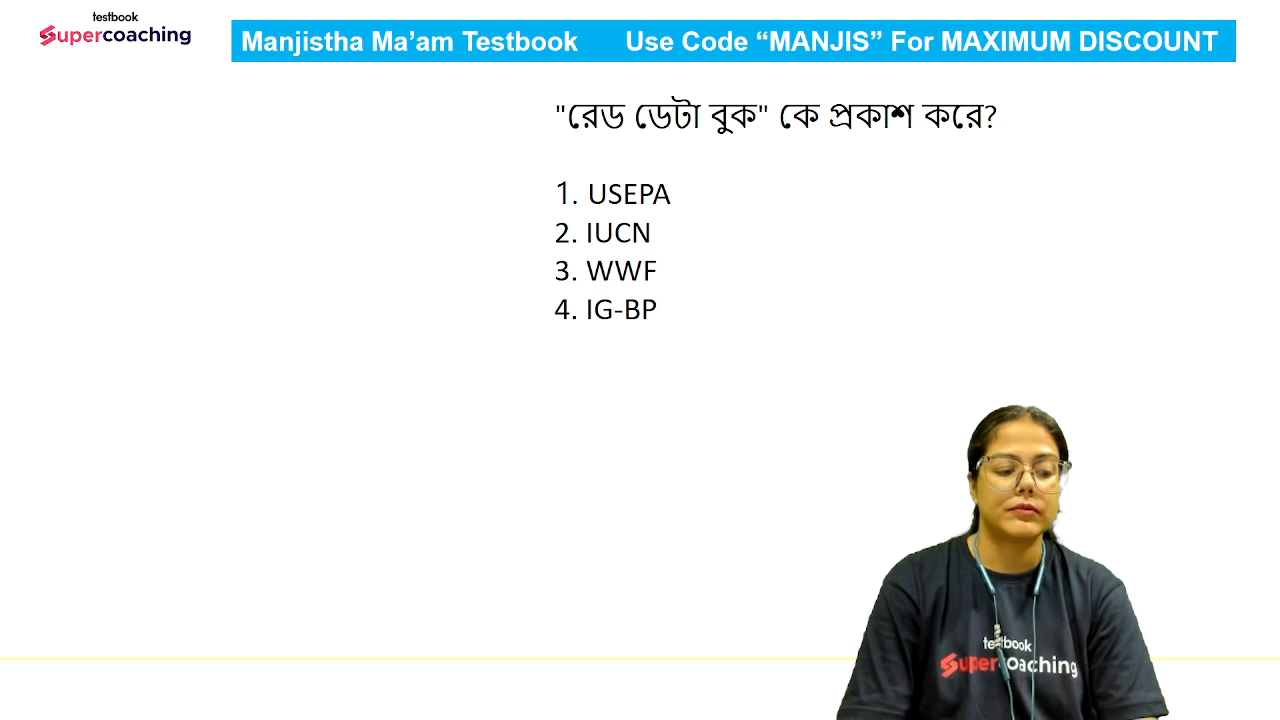 testbook
Supercoaching
Manjistha Ma’am Testbook Use Code “MANJIS” For MAXIMUM DISCOUNT
"রেড ডেটা বুক" কে প্রকাশ করে?
1. USEPA
2. IUCN
3. WWF
4. IG-BP
testbook
Supercoaching